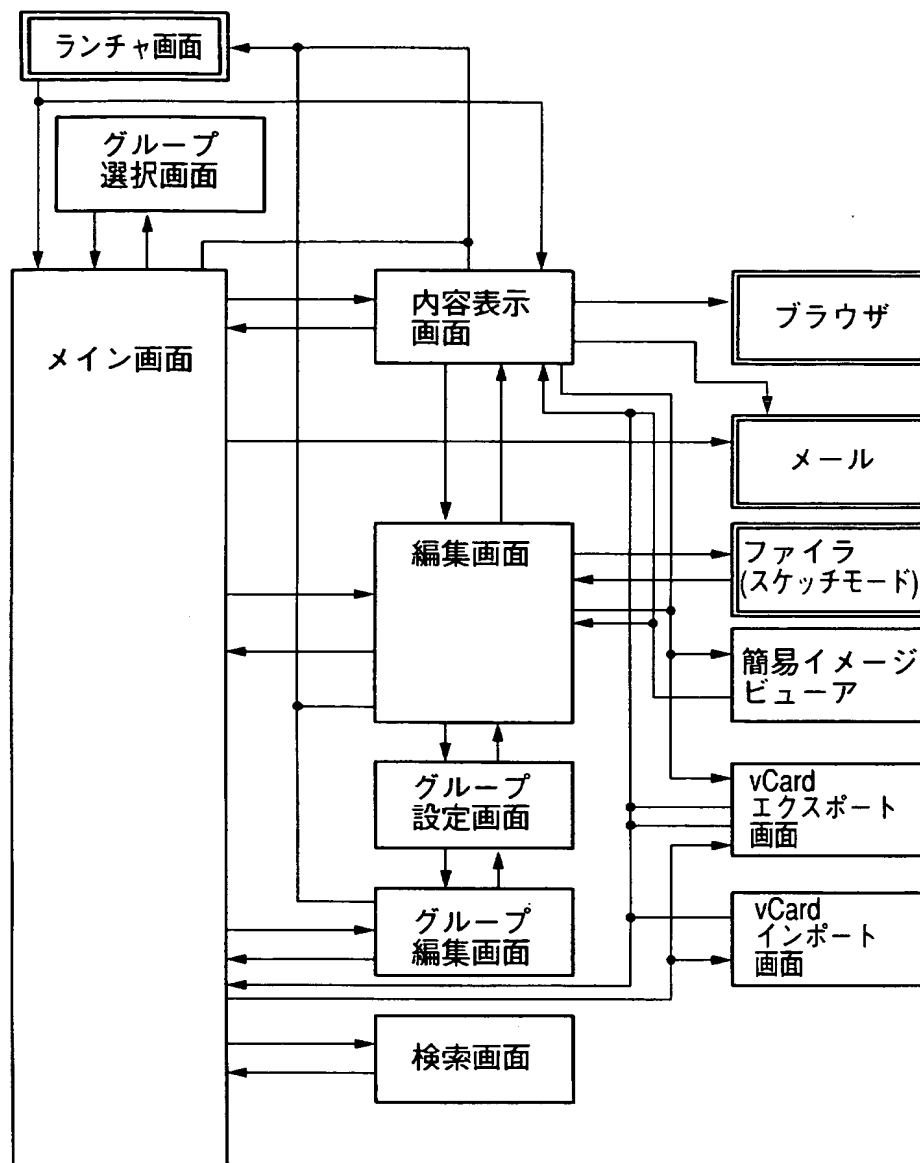 ランチャ画面
グループ
選択画面
メイン画面
内容表示
画面
ブラウザ
メール
編集画面
ファイラ
(スケッチモード)
簡易イメージ
ビューア
グループ
設定画面
vCard
エクスポート
画面
グループ
編集画面
vCard
インポート
画面
検索画面